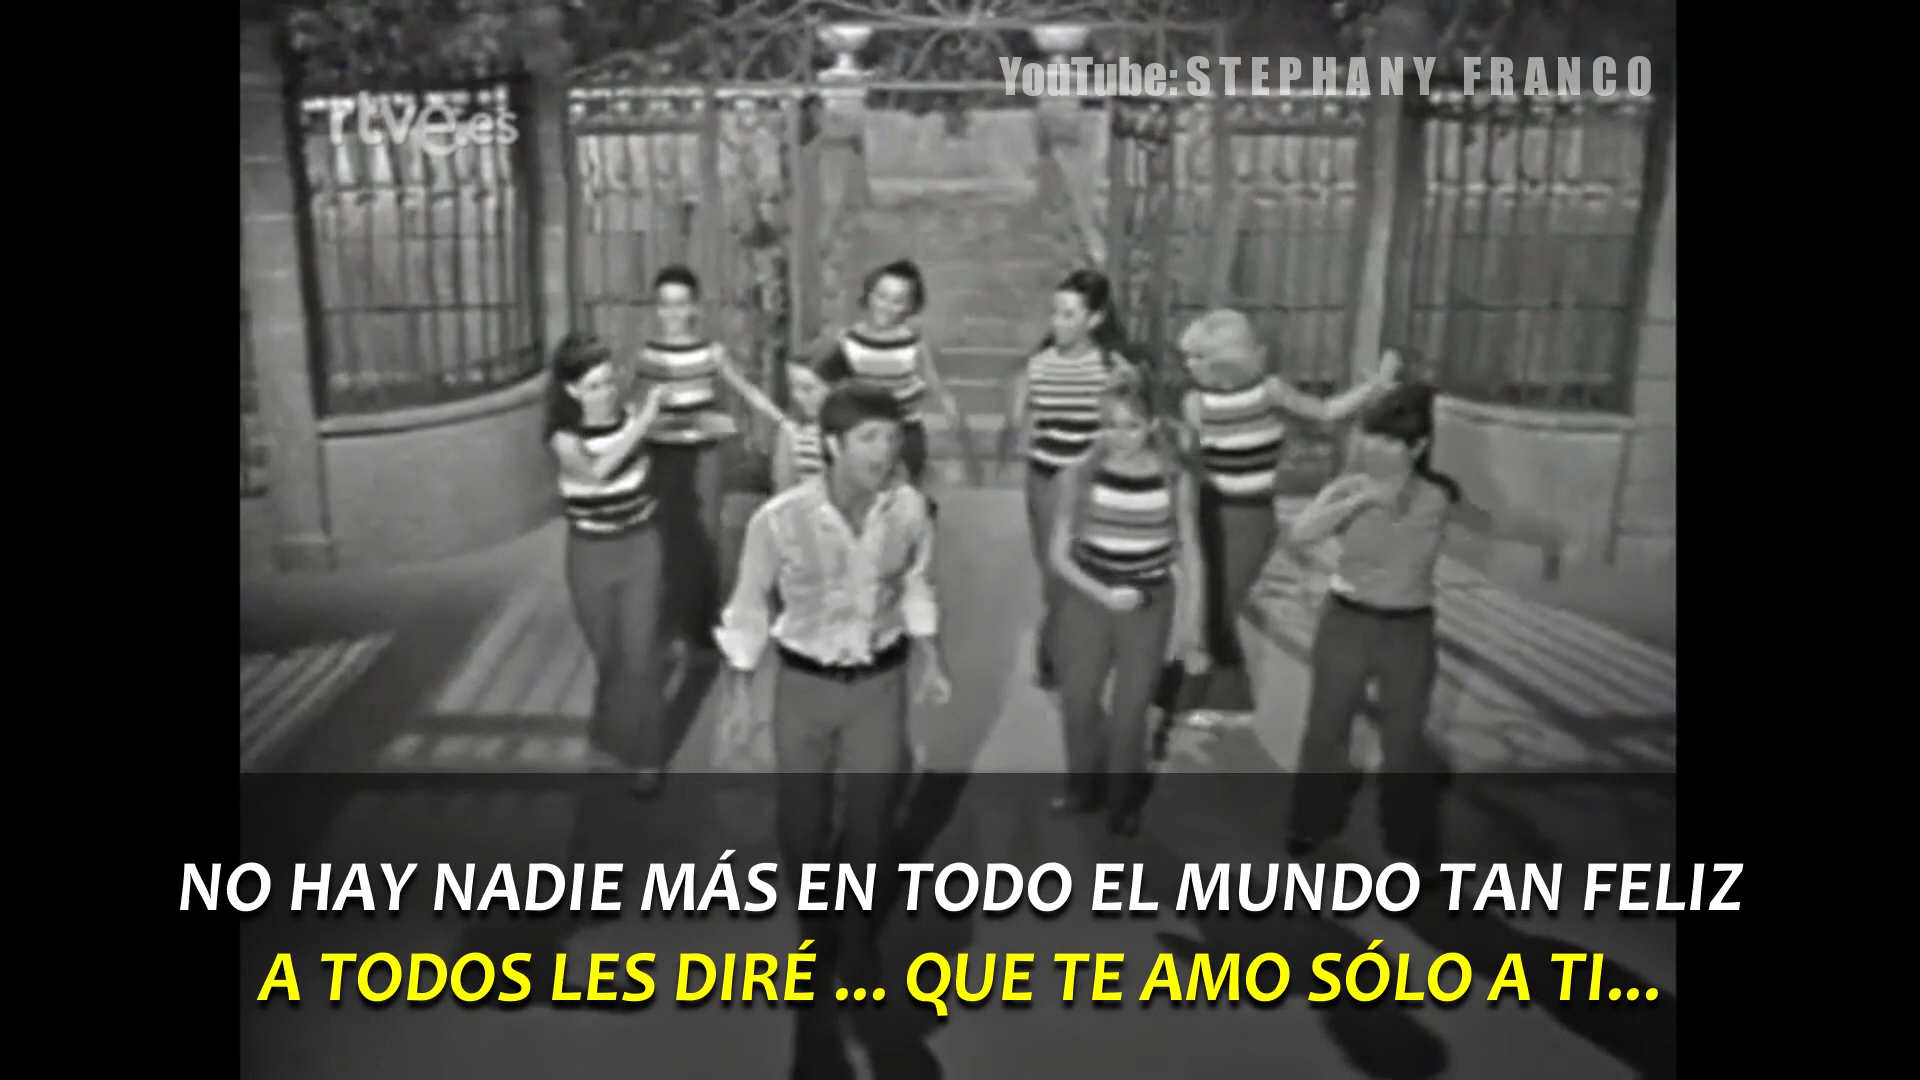 YouTube: STEPHANY FRANCO
rtve.es
NO HAY NADIE MÁS EN TODO EL MUNDO TAN FELIZ
A TODOS LES DIRÉ ... QUE TE AMO SÓLO A TI...